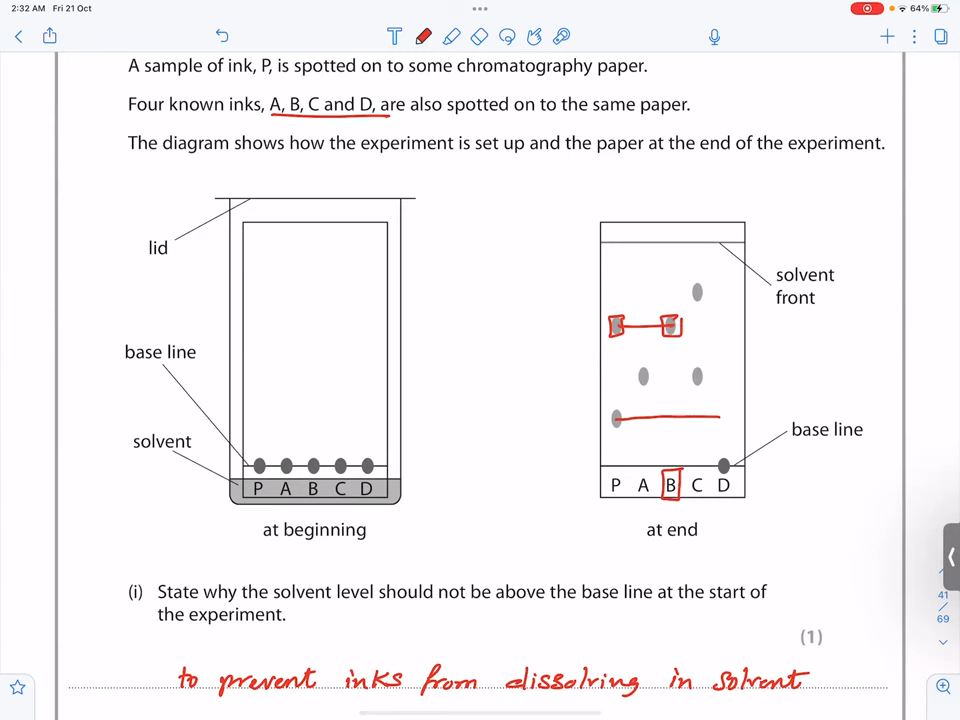 2:32 AM Fri 21 Oct
64%
A sample of ink, P, is spotted on to some chromatography paper.
Four known inks, A, B, C and D, are also spotted on to the same paper.
The diagram shows how the experiment is set up and the paper at the end of the experiment.
lid
base line
solvent
P A B C D
at beginning
solvent
front
base line
P A B C D
at end
(i) State why the solvent level should not be above the base line at the start of
the experiment.
(1)
to prevent inks from dissolving in solvent
41
/
69